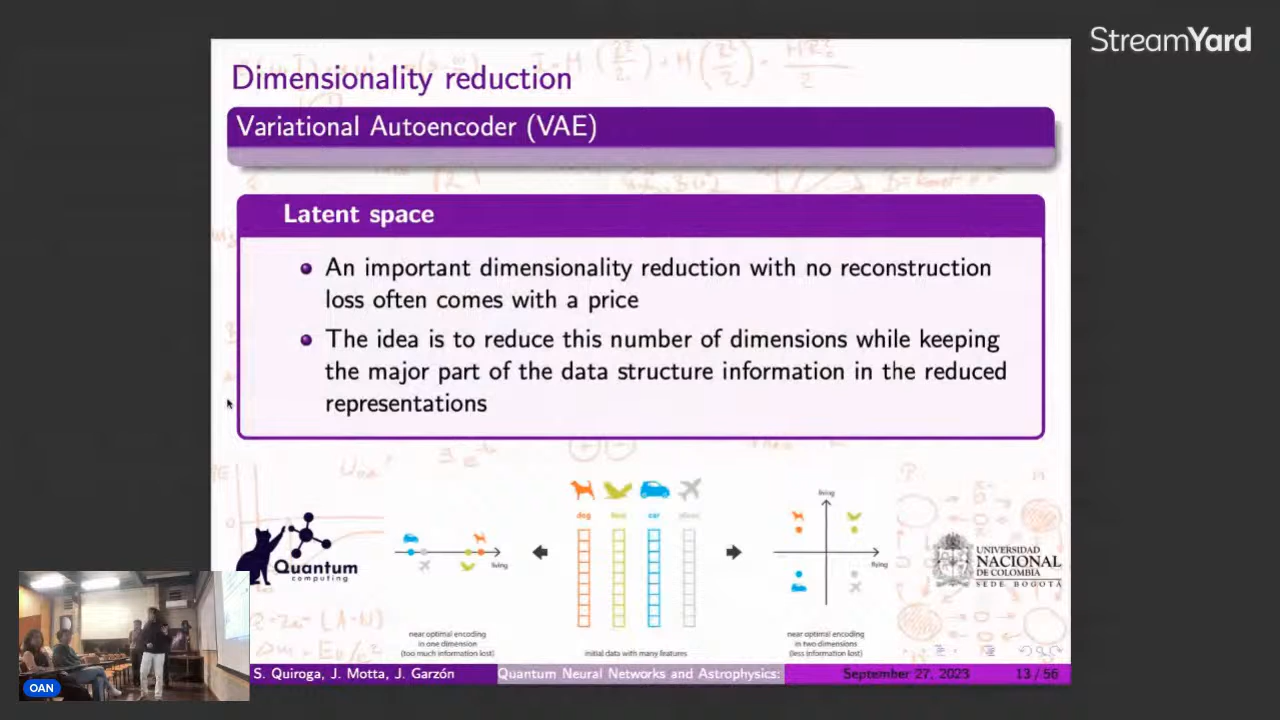 StreamYard
Dimensionality reduction
Variational Autoencoder (VAE)
Latent space
An important dimensionality reduction with no reconstruction
loss often comes with a price
The idea is to reduce this number of dimensions while keeping
the major part of the data structure information in the reduced
representations
dog
car
living
living
flying
Quantum
computing
UNIVERSIDAD
NACIONAL
DE COLOMBIA
SEDE BOGOTÁ
near optimal encoding
in one dimension
(too much information lost)
initial data with many features
near optimal encoding
in two dimensions
(less information lost)
S. Quiroga, J. Motta, J. Garzón
Quantum Neural Networks and Astrophysics:
September 27, 2023
13 / 56
OAN